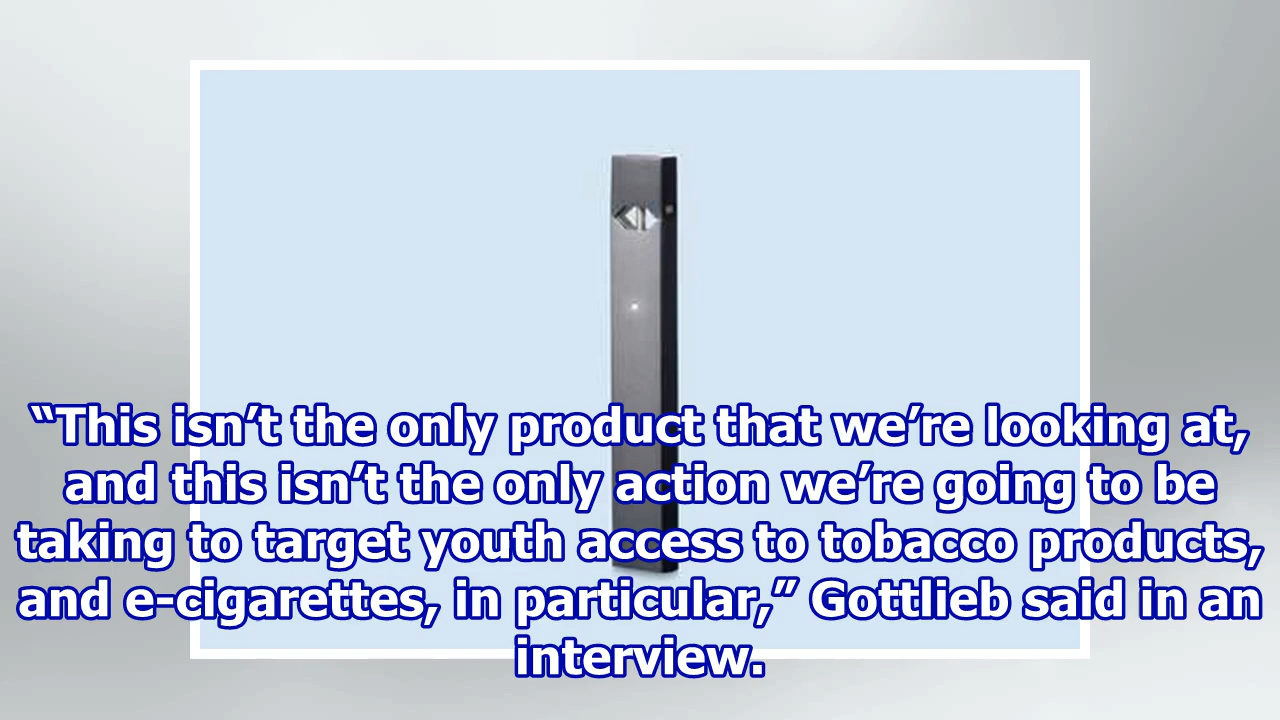 “This isn’t the only product that we’re looking at,
and this isn’t the only action we’re going to be
taking to target youth access to tobacco products,
and e-cigarettes, in particular,” Gottlieb said in an
interview.